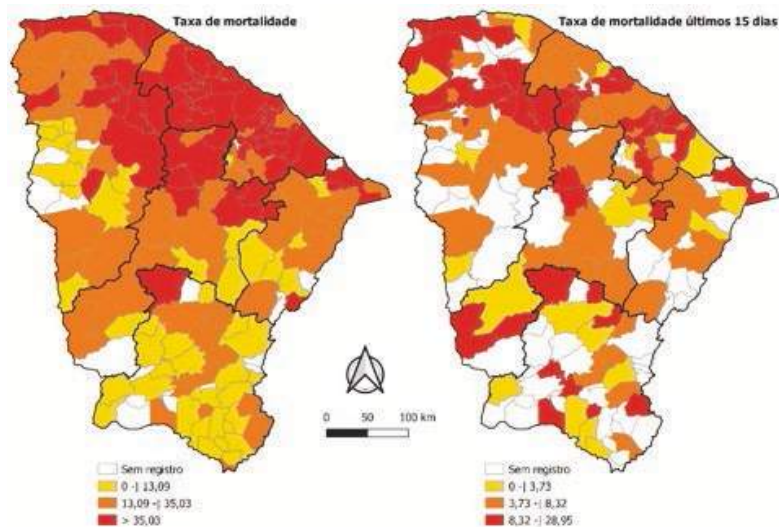 Taxa de mortalidade
Taxa de mortalidade últimos 15 dias
0 50 100 km
Sem registro
0 -| 13,09
13,09 -| 35,03
> 35,03
Sem registro
0 -| 3,73
3,73 -| 8,32
8,32 -| 28,95